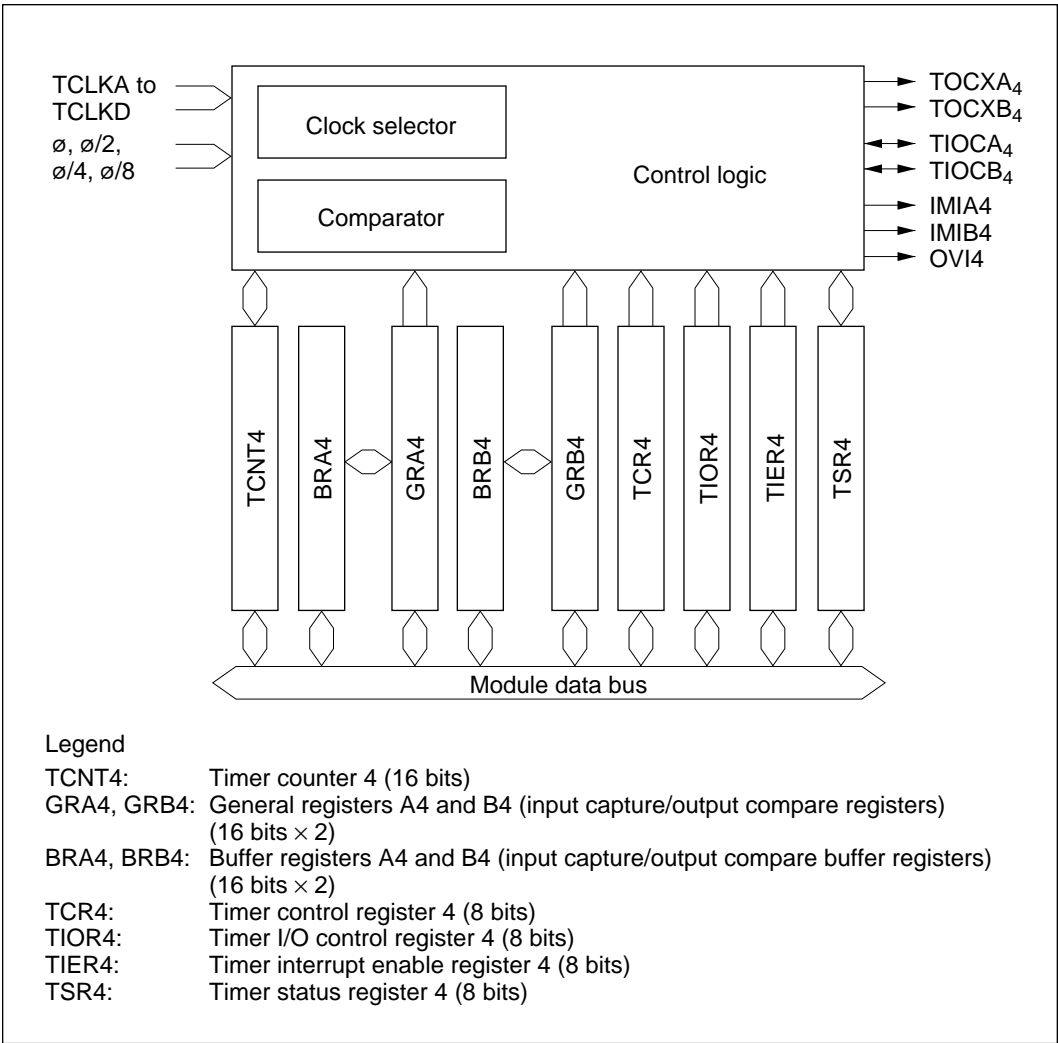 TCLKA to
TCLKD
ø, ø/2,
ø/4, ø/8
Clock selector
Comparator
Control logic
TOCXA4
TOCXB4
TIOCA4
TIOCB4
IMIA4
IMIB4
OVI4
TCNT4
BRA4
GRA4
BRB4
GRB4
TCR4
TIOR4
TIER4
TSR4
Module data bus
Legend
TCNT4: Timer counter 4 (16 bits)
GRA4, GRB4: General registers A4 and B4 (input capture/output compare registers)
(16 bits × 2)
BRA4, BRB4: Buffer registers A4 and B4 (input capture/output compare buffer registers)
(16 bits × 2)
TCR4: Timer control register 4 (8 bits)
TIOR4: Timer I/O control register 4 (8 bits)
TIER4: Timer interrupt enable register 4 (8 bits)
TSR4: Timer status register 4 (8 bits)